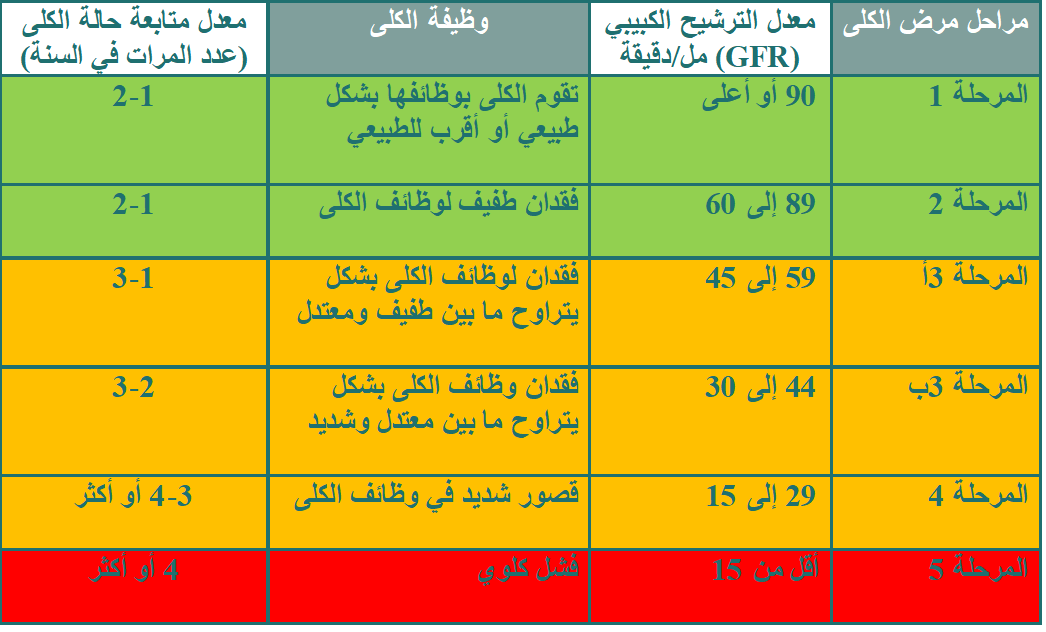 مراحل مرض الكلى
معدل الترشيح الكبيبي
(GFR) مل/دقيقة
وظيفة الكلى
معدل متابعة حالة الكلى
(عدد المرات في السنة)
المرحلة 1
90 أو أعلى
تقوم الكلى بوظائفها بشكل
طبيعي أو أقرب للطبيعي
2-1
المرحلة 2
89 إلى 60
فقدان طفيف لوظائف الكلى
2-1
المرحلة 3أ
59 إلى 45
فقدان لوظائف الكلى بشكل
يتراوح ما بين طفيف ومعتدل
3-1
المرحلة 3ب
44 إلى 30
فقدان وظائف الكلى بشكل
يتراوح ما بين معتدل وشديد
3-2
المرحلة 4
29 إلى 15
قصور شديد في وظائف الكلى
4-3 أو أكثر
المرحلة 5
أقل من 15
فشل كلوي
4 أو أكثر